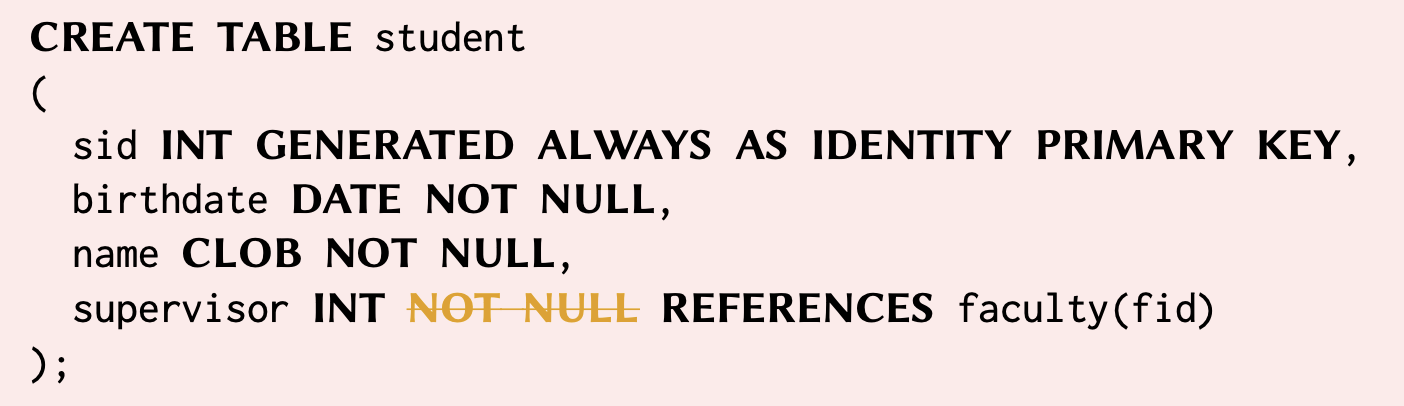 CREATE TABLE student
(
sid INT GENERATED ALWAYS AS IDENTITY PRIMARY KEY,
birthdate DATE NOT NULL,
name CLOB NOT NULL,
supervisor INT NOT NULL REFERENCES faculty(fid)
);